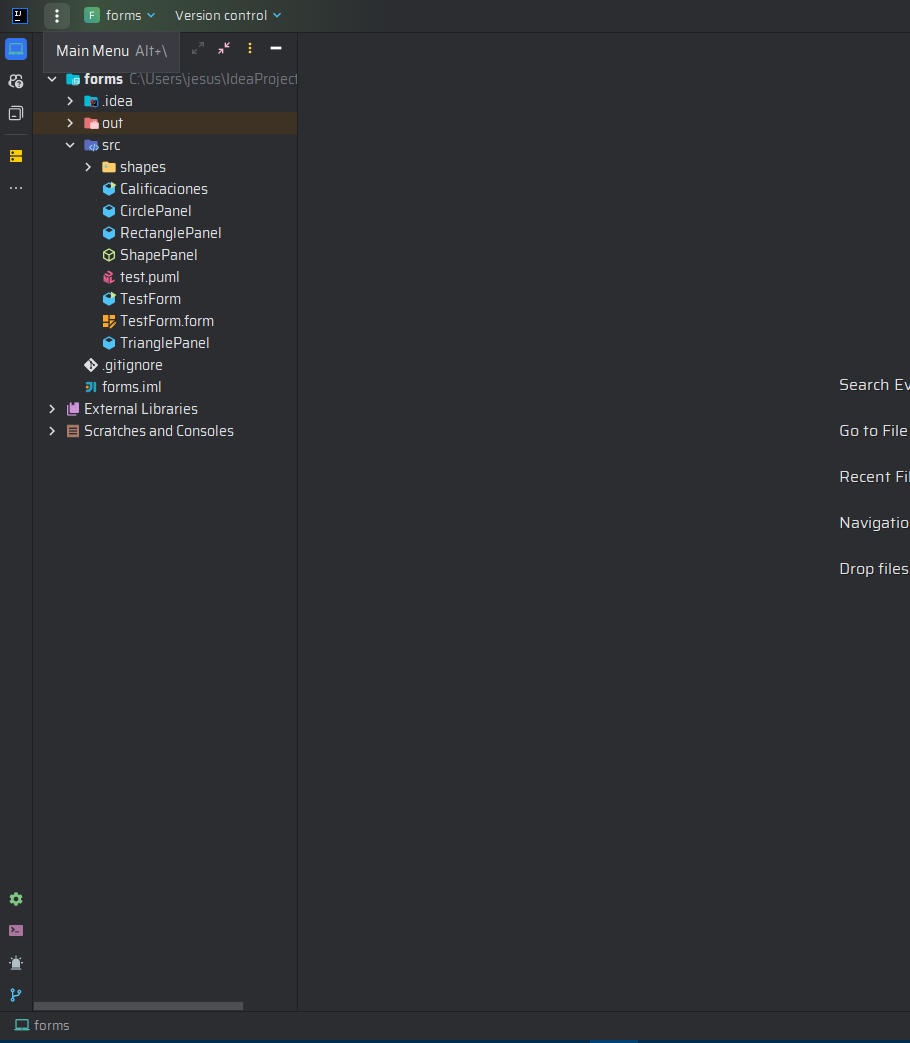 IJ
F forms Version control
Main Menu Alt+\
forms C:\Users\jesus\IdeaProject
.idea
out
src
shapes
Calificaciones
CirclePanel
RectanglePanel
ShapePanel
test.puml
TestForm
TestForm.form
TrianglePanel
.gitignore
forms.iml
External Libraries
Scratches and Consoles
Search Ev
Go to File
Recent Fil
Navigatio
Drop files
forms